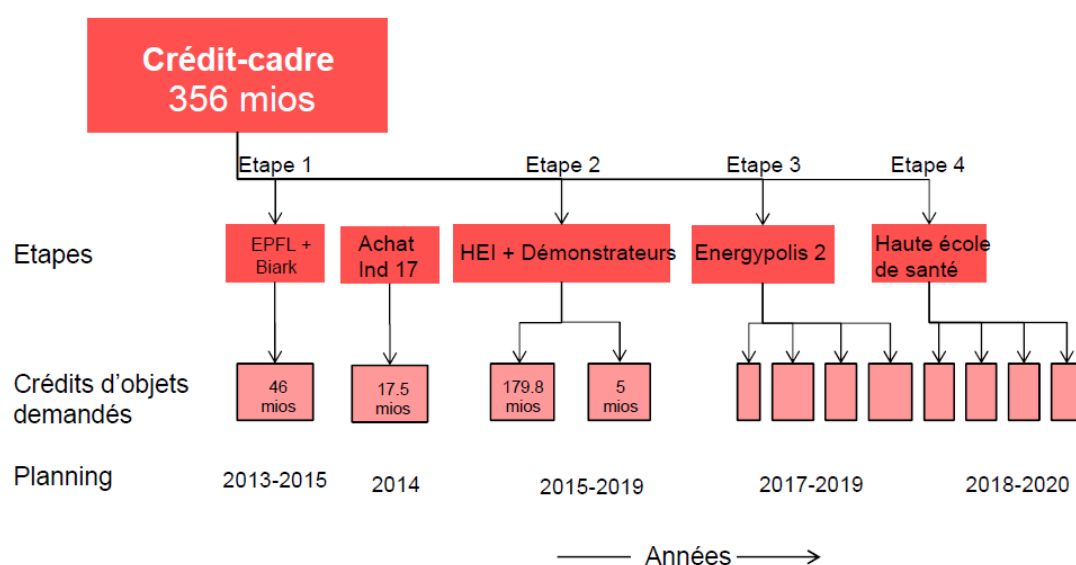 Crédit-cadre
356 mios
Etape 1
Etape 2
Etape 3
Etape 4
Etapes
EPFL +
Biark
Achat
Ind 17
HEI + Démonstrateurs
Energypolis 2
Haute école
de santé
Crédits d'objets
demandés
46
mios
17.5
mios
179.8
mios
5
mios
Planning
2013-2015
2014
2015-2019
2017-2019
2018-2020
Années